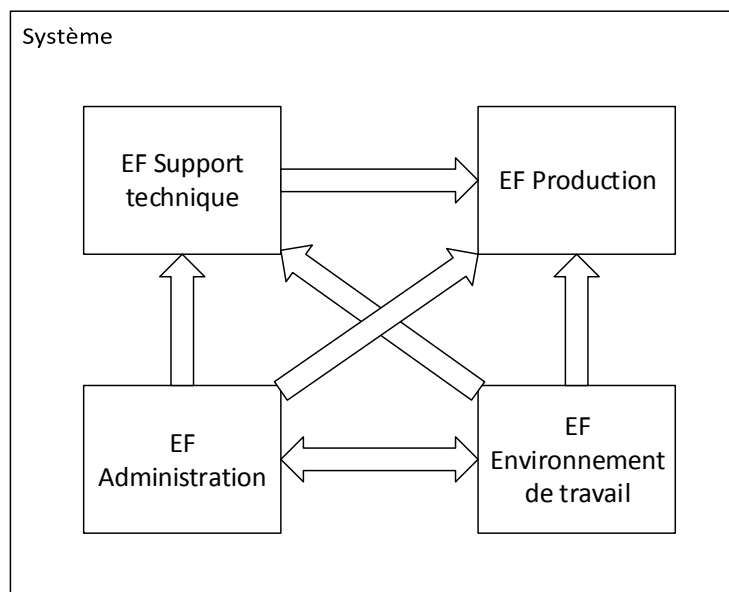 Système
EF Support
technique
EF Production
EF
Administration
EF
Environnement
de travail